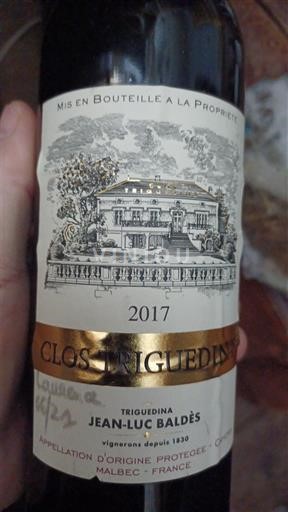 MIS EN BOUTEILLE A LA PROPRIETE
2017
CLOS TRIGUEDINA
Laurence
TRIGUEDINA
JEAN-LUC BALDÈS
vignerons depuis 1830
APPELLATION D'ORIGINE PROTEGEE -
MALBEC - FRANCE